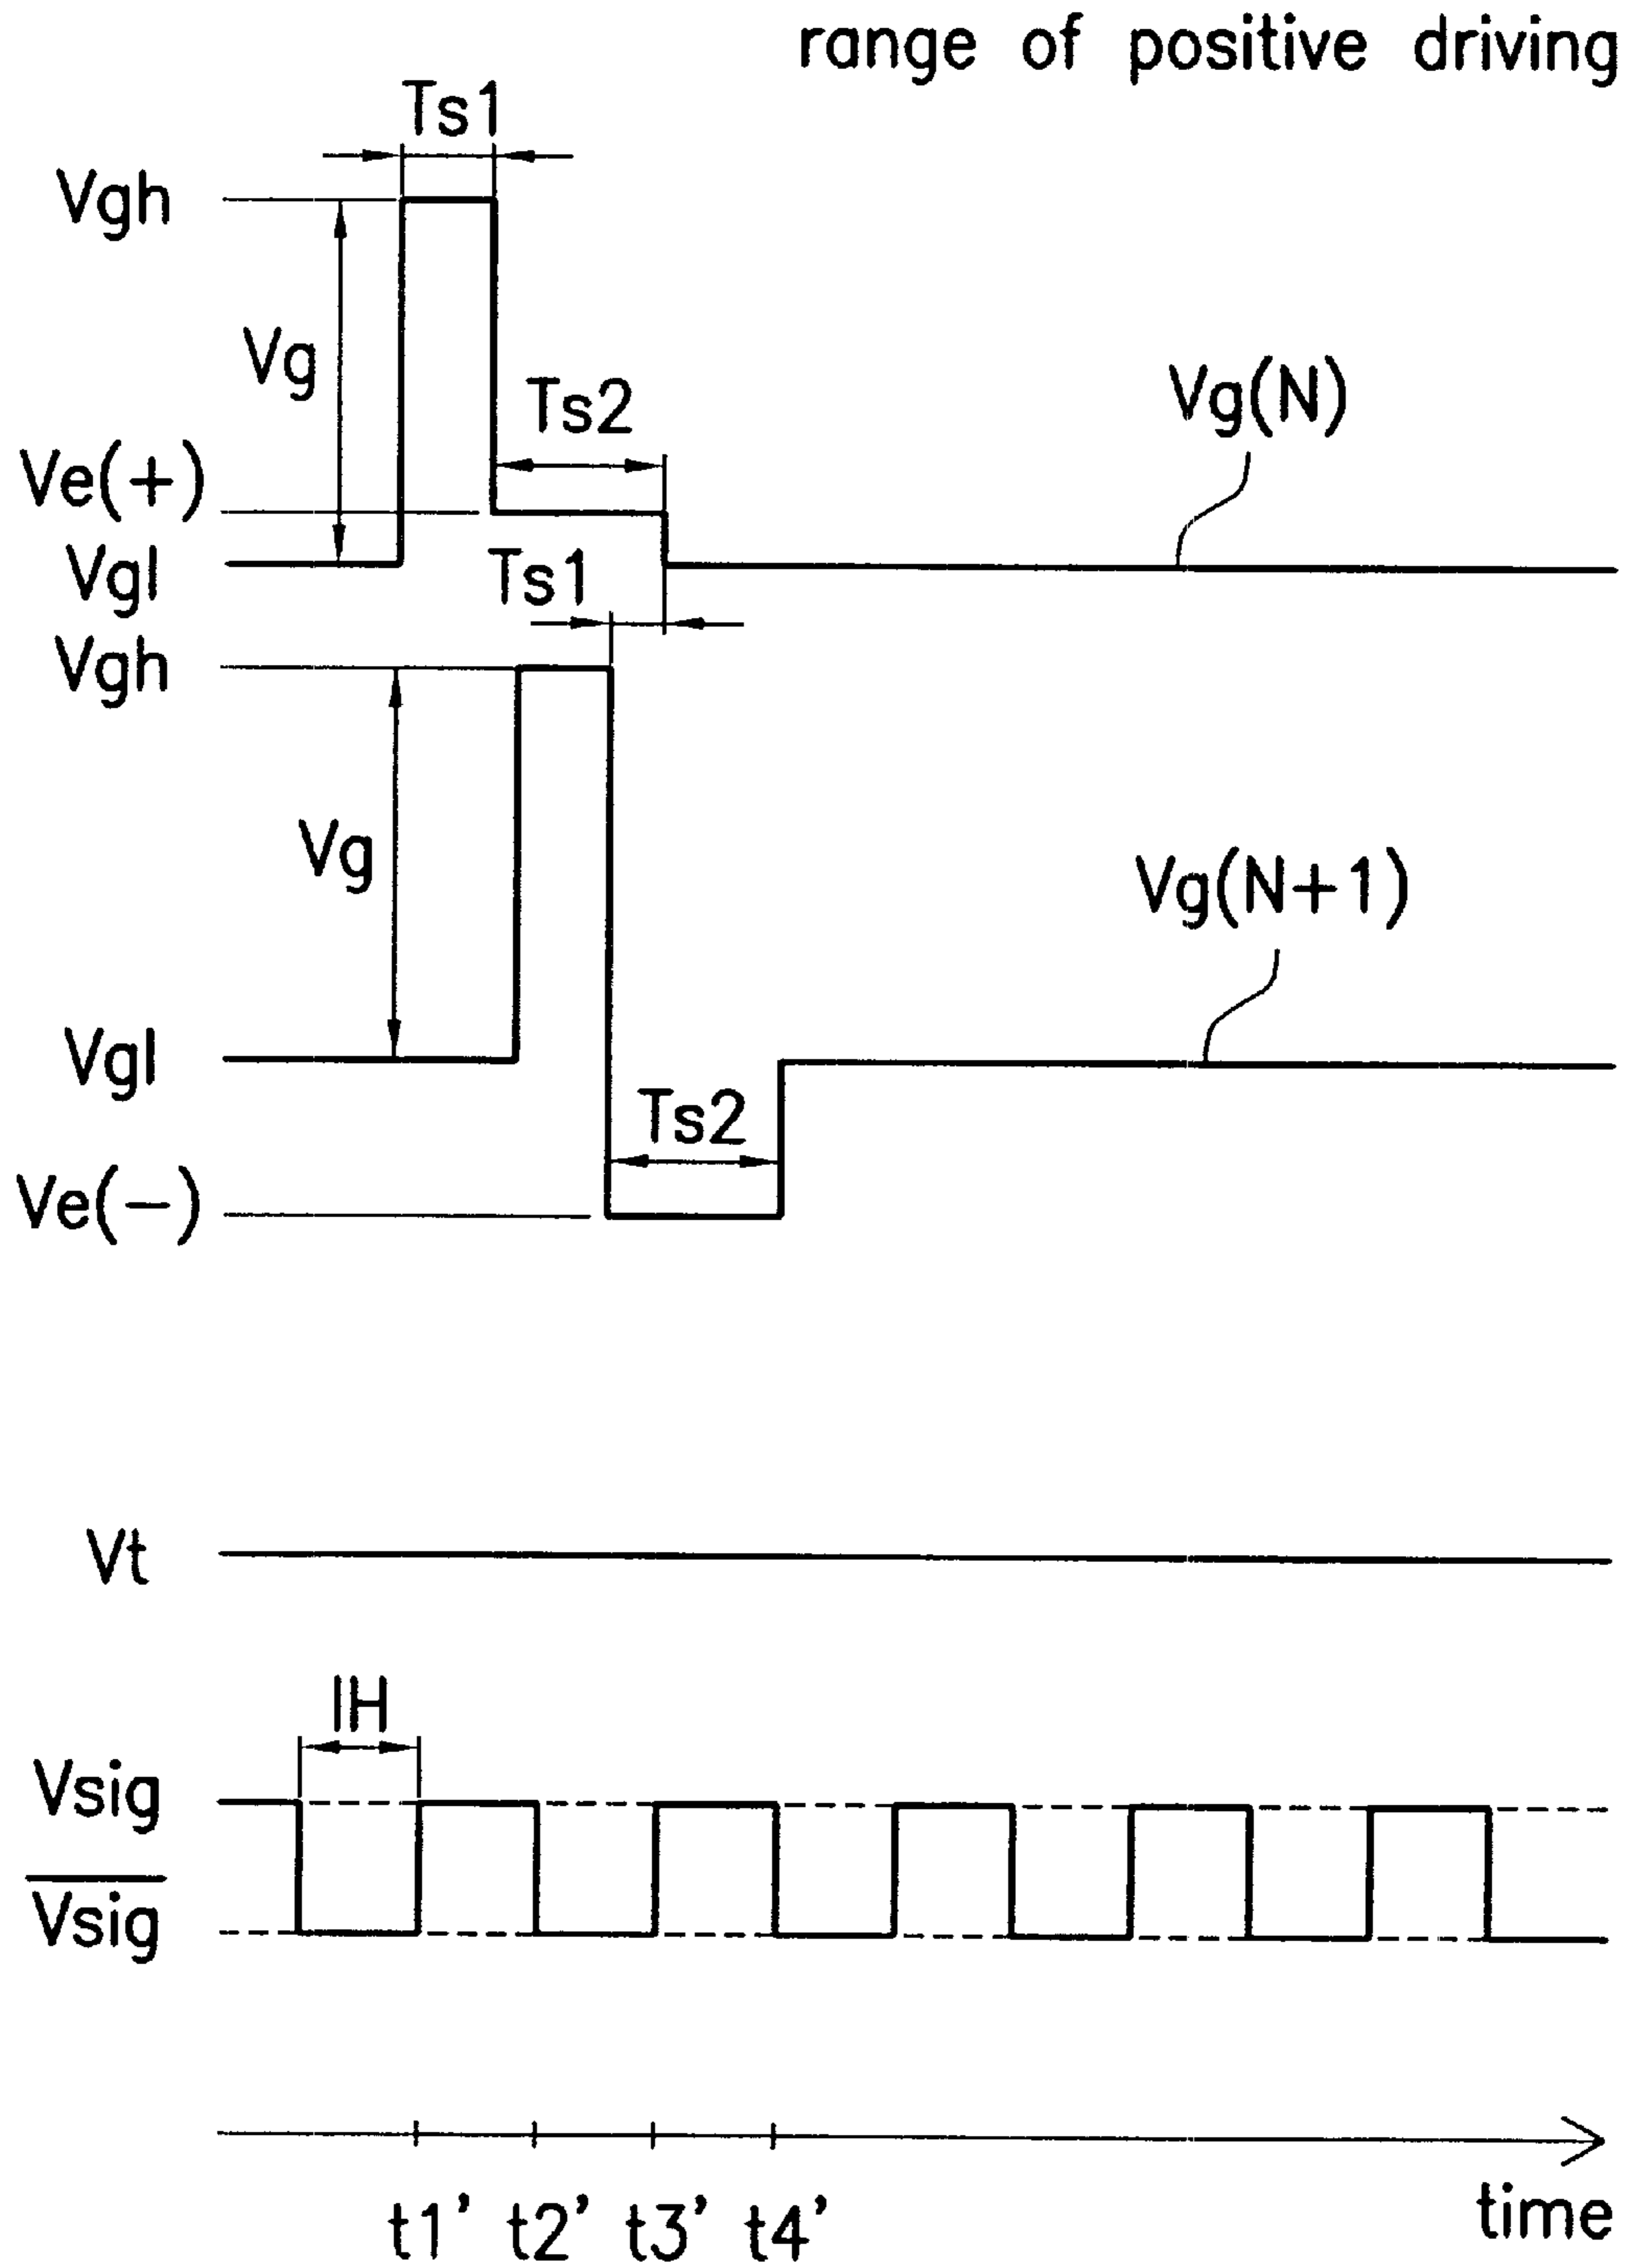 range of positive driving
Ts1
Vgh
Vg
Ts2
Vg(N)
Ve(+)
Vgl
Ts1
Vgh
Vg
Vg(N+1)
Vgl
Ts2
Ve(-)
Vt
IH
Vsig
V̅s̅i̅g̅
t1' t2' t3' t4'
time